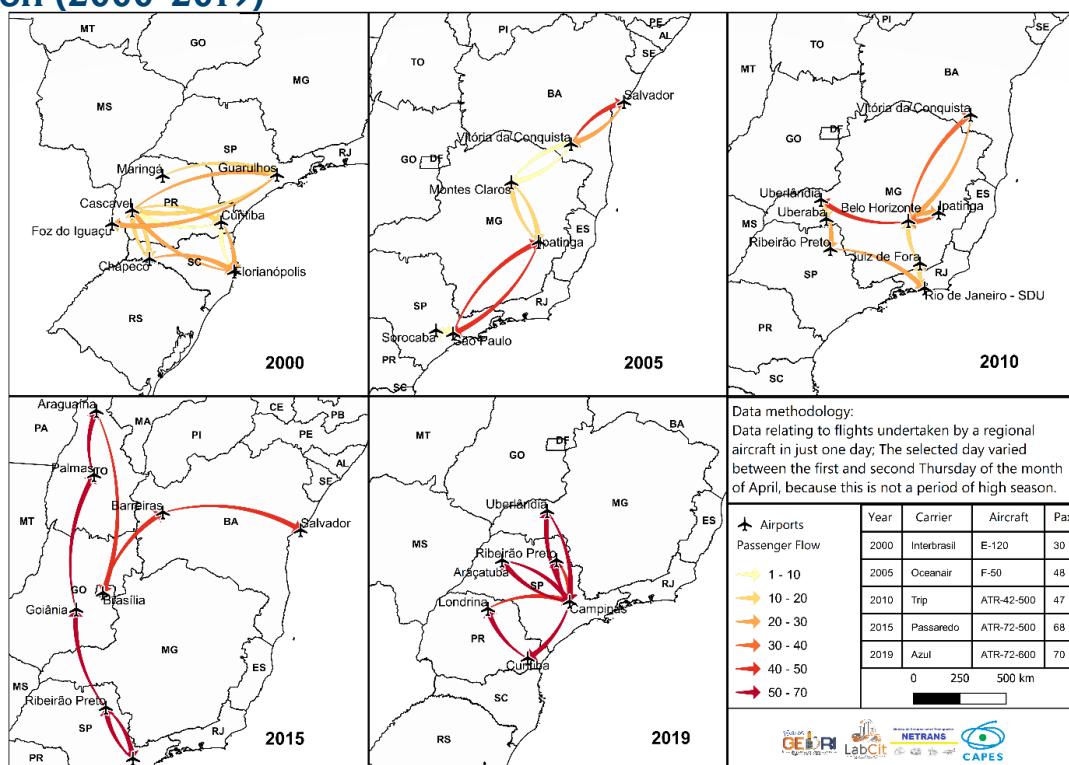 MT
GO
MG
MS
SP
RJ
Maringá
Guarulhos
Cascavel
PR
Curitiba
Foz do Iguaçu
Chapecó
SC
Florianópolis
RS
2000
PI
PE
AL
SE
TO
BA
Salvador
Vitória da Conquista
GO
DF
Montes Claros
MG
ES
Ipatinga
SP
RJ
Sorocaba
São Paulo
PR
SC
2005
PI
SE
TO
MT
BA
Vitória da Conquista
GO
DF
Uberlândia
MG
ES
Belo Horizonte
Ipatinga
Uberaba
MS
Ribeirão Preto
Juiz de Fora
SP
RJ
Rio de Janeiro - SDU
PR
SC
2010
Araguaína
CE
PB
PA
MA
PI
PE
AL
Palmas
TO
SE
Barreiras
MT
BA
Salvador
GO
DF
Brasília
Goiânia
MG
ES
MS
Ribeirão Preto
SP
RJ
PR
2015
BA
MT
DF
GO
Uberlândia
MG
ES
MS
Ribeirão Preto
Araçatuba
SP
RJ
Londrina
Campinas
PR
Curitiba
SC
RS
2019
Data methodology:
Data relating to flights undertaken by a regional
aircraft in just one day; The selected day varied
between the first and second Thursday of the month
of April, because this is not a period of high season.
Airports
Passenger Flow
1 - 10
10 - 20
20 - 30
30 - 40
40 - 50
50 - 70
Year Carrier Aircraft Pax
2000 Interbrasil E-120 30
2005 Oceanair F-50 48
2010 Trip ATR-42-500 47
2015 Passaredo ATR-72-500 68
2019 Azul ATR-72-600 70
0 250 500 km
LabCit
NETRANS
CAPES